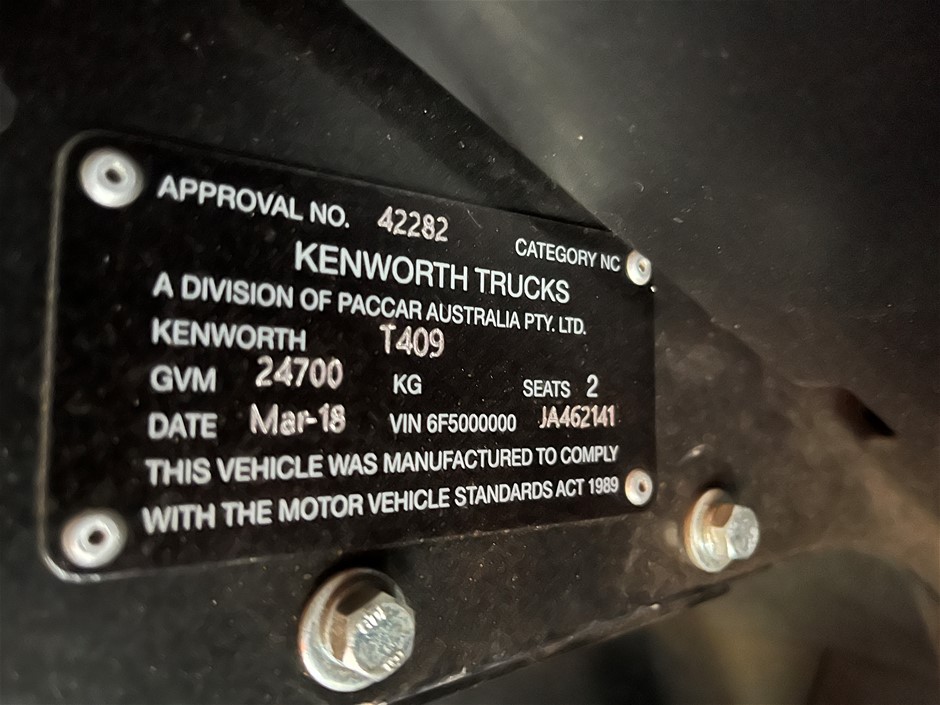 APPROVAL NO. 42282
CATEGORY NC
KENWORTH TRUCKS
A DIVISION OF PACCAR AUSTRALIA PTY. LTD.
KENWORTH T409
GVM 24700 KG SEATS 2
DATE Mar-18 VIN 6F5000000 JA462141
THIS VEHICLE WAS MANUFACTURED TO COMPLY
WITH THE MOTOR VEHICLE STANDARDS ACT 1989